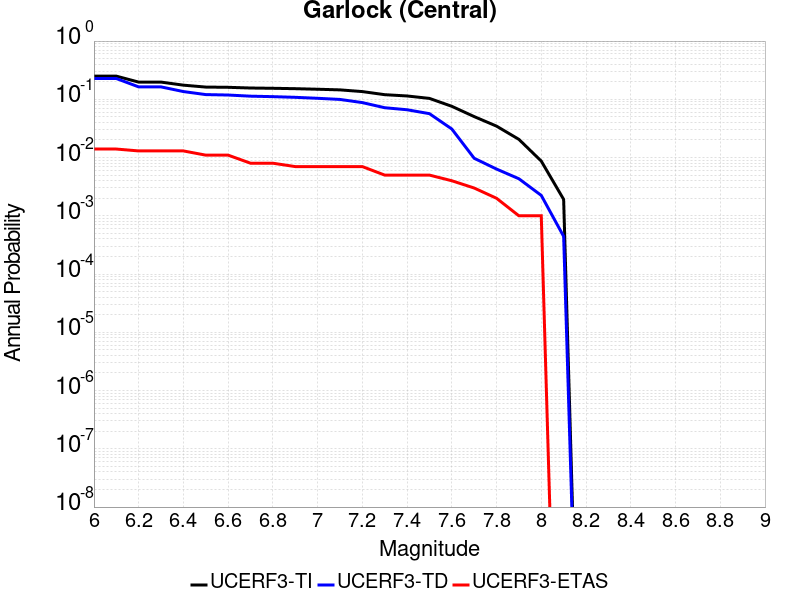 Garlock (Central)
10^0
10^-1
10^-2
10^-3
10^-4
10^-5
10^-6
10^-7
10^-8
Annual Probability
6 6.2 6.4 6.6 6.8 7 7.2 7.4 7.6 7.8 8 8.2 8.4 8.6 8.8 9
Magnitude
UCERF3-TI UCERF3-TD UCERF3-ETAS